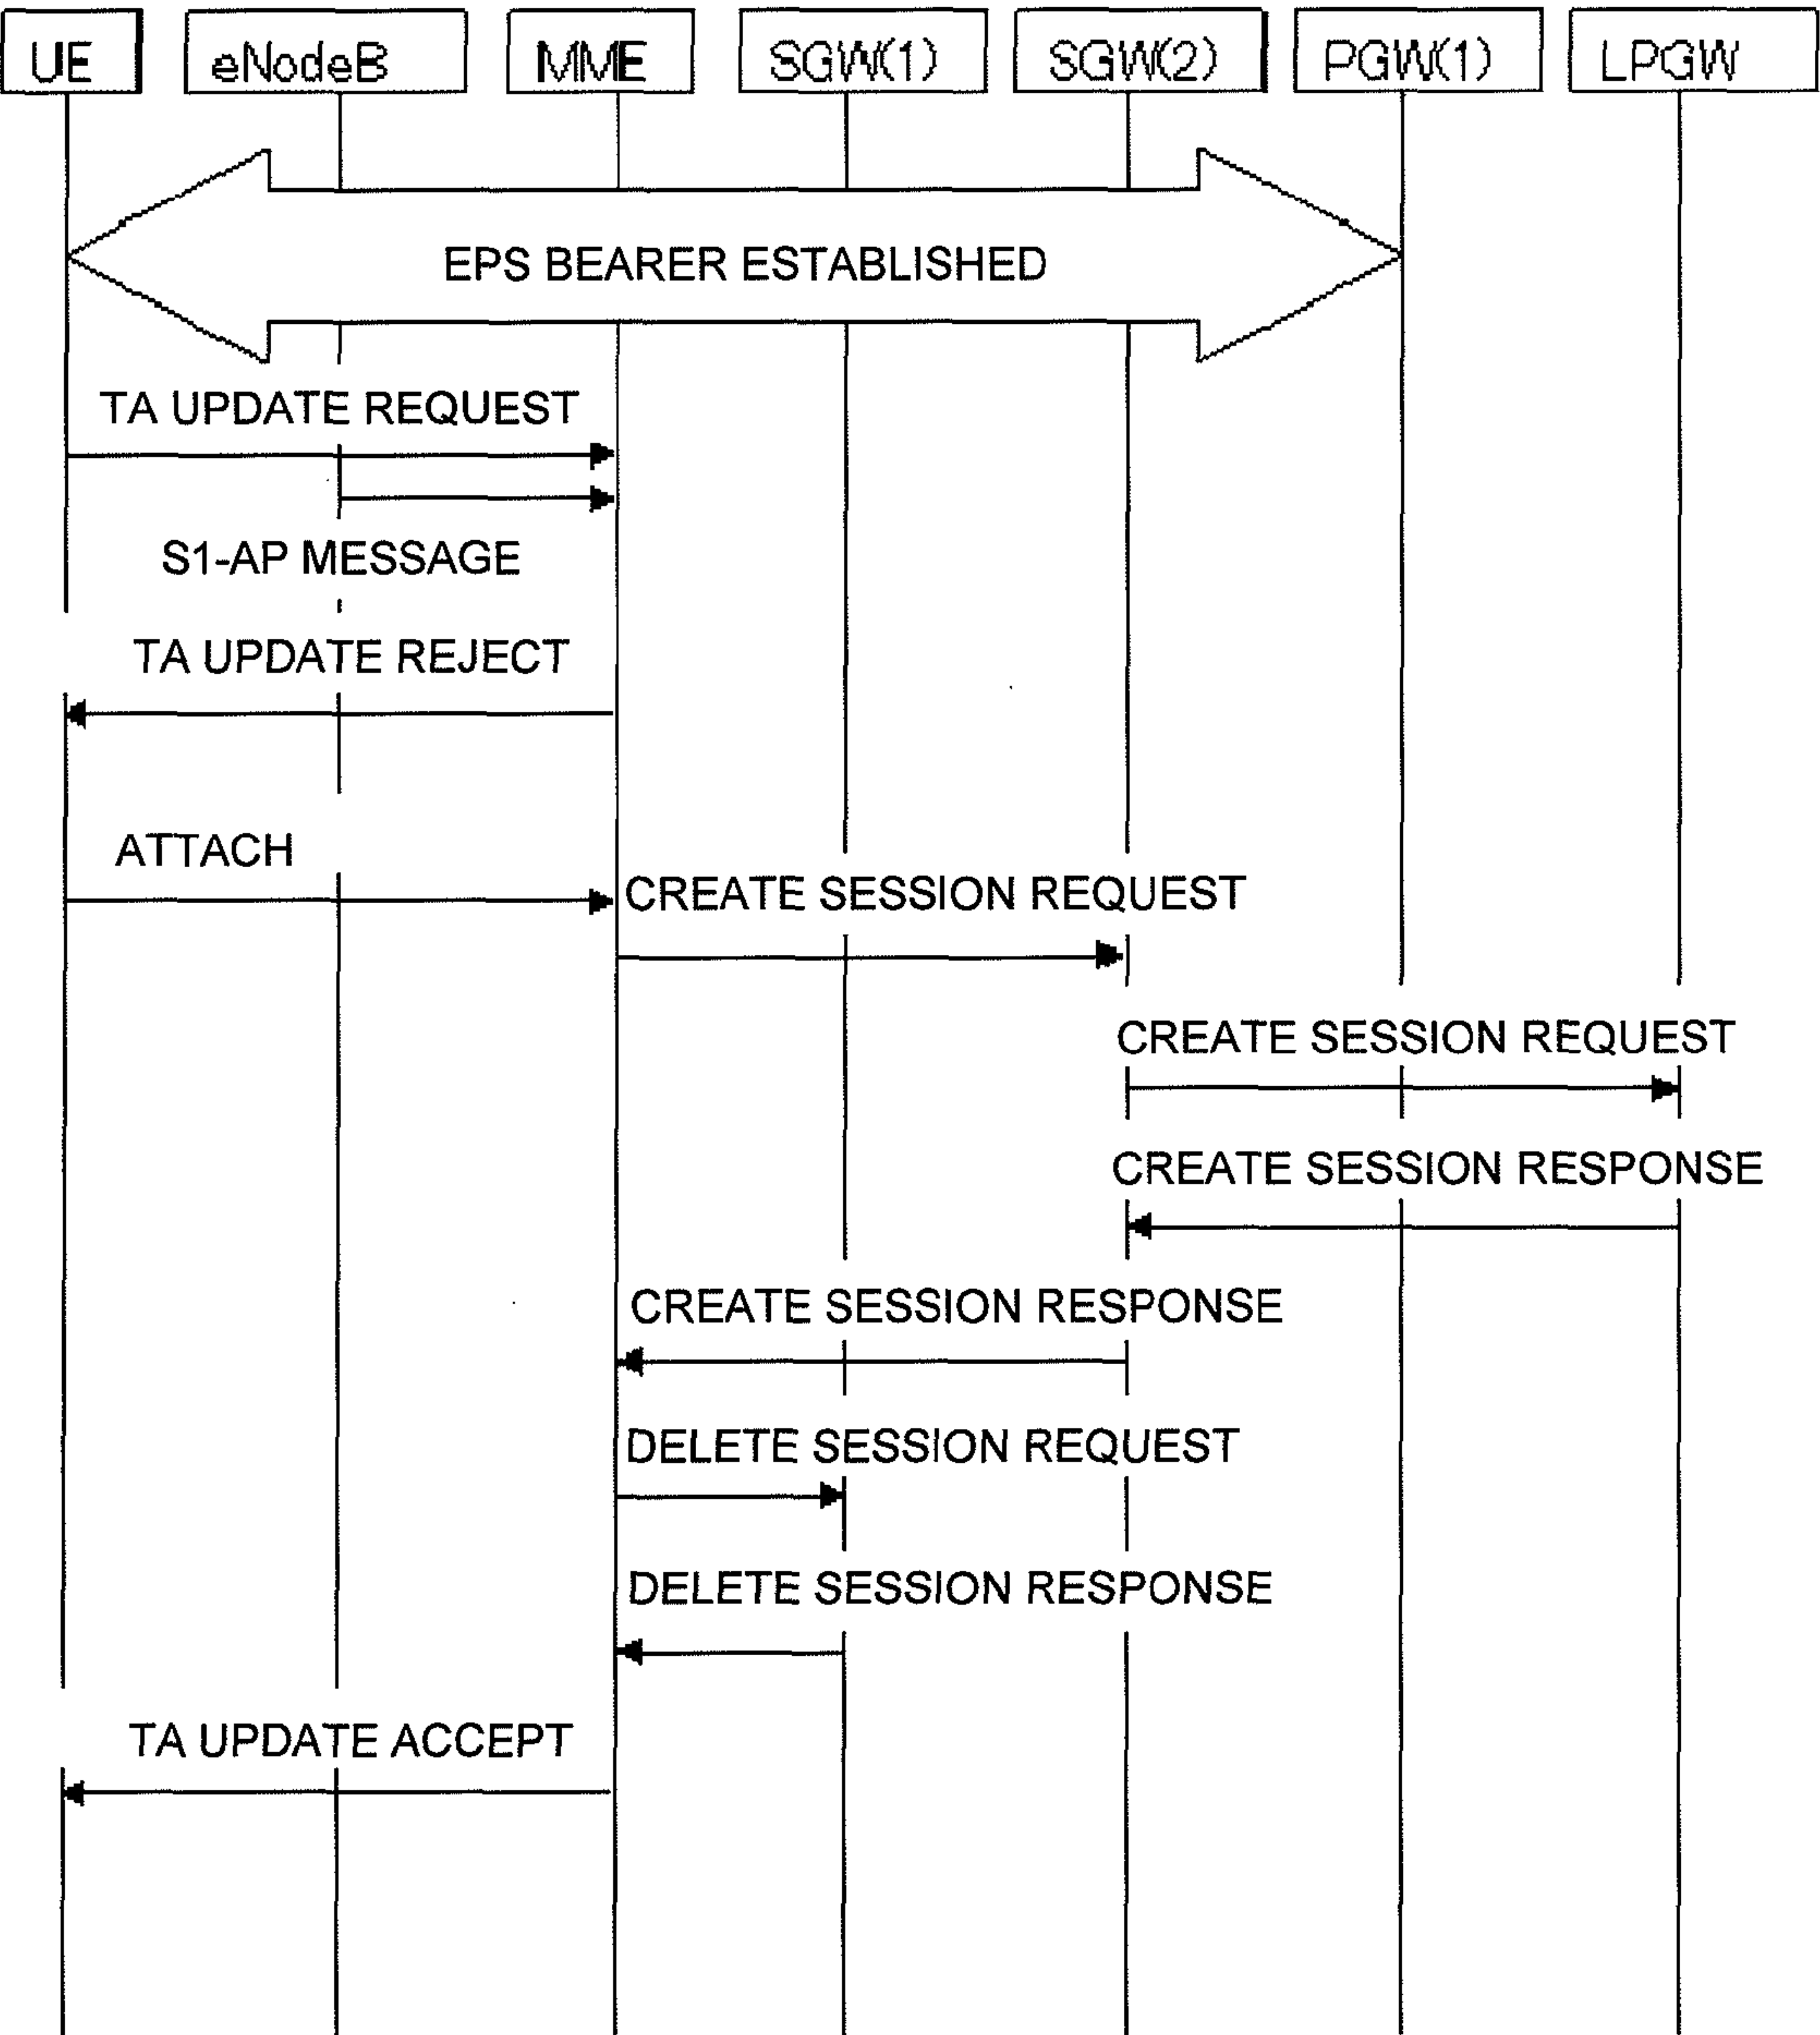 UE eNodeB MME SGW(1) SGW(2) PGW(1) LPGW
EPS BEARER ESTABLISHED
TA UPDATE REQUEST
S1-AP MESSAGE
TA UPDATE REJECT
ATTACH
CREATE SESSION REQUEST
CREATE SESSION REQUEST
CREATE SESSION RESPONSE
CREATE SESSION RESPONSE
DELETE SESSION REQUEST
DELETE SESSION RESPONSE
TA UPDATE ACCEPT